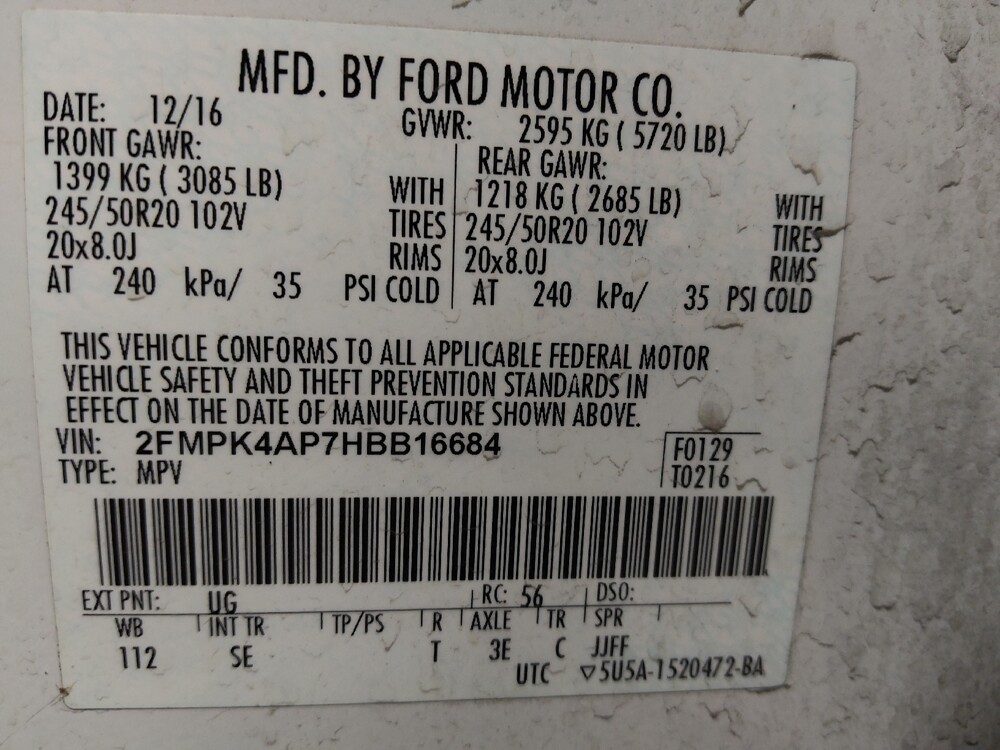 MFD. BY FORD MOTOR CO.
DATE: 12/16
GVWR: 2595 KG ( 5720 LB)
FRONT GAWR:
1399 KG ( 3085 LB) WITH
245/50R20 102V TIRES
20x8.0J RIMS
AT 240 kPa/ 35 PSI COLD
REAR GAWR:
1218 KG ( 2685 LB) WITH
245/50R20 102V TIRES
20x8.0J RIMS
AT 240 kPa/ 35 PSI COLD
THIS VEHICLE CONFORMS TO ALL APPLICABLE FEDERAL MOTOR
VEHICLE SAFETY AND THEFT PREVENTION STANDARDS IN
EFFECT ON THE DATE OF MANUFACTURE SHOWN ABOVE.
VIN: 2FMPK4AP7HBB16684
TYPE: MPV
F0129
T0216
EXT PNT: UG RC: 56 DSO:
WB INT TR TP/PS R AXLE TR SPR
112 SE T 3E C JJFF
UTC ▽5U5A-1520472-BA